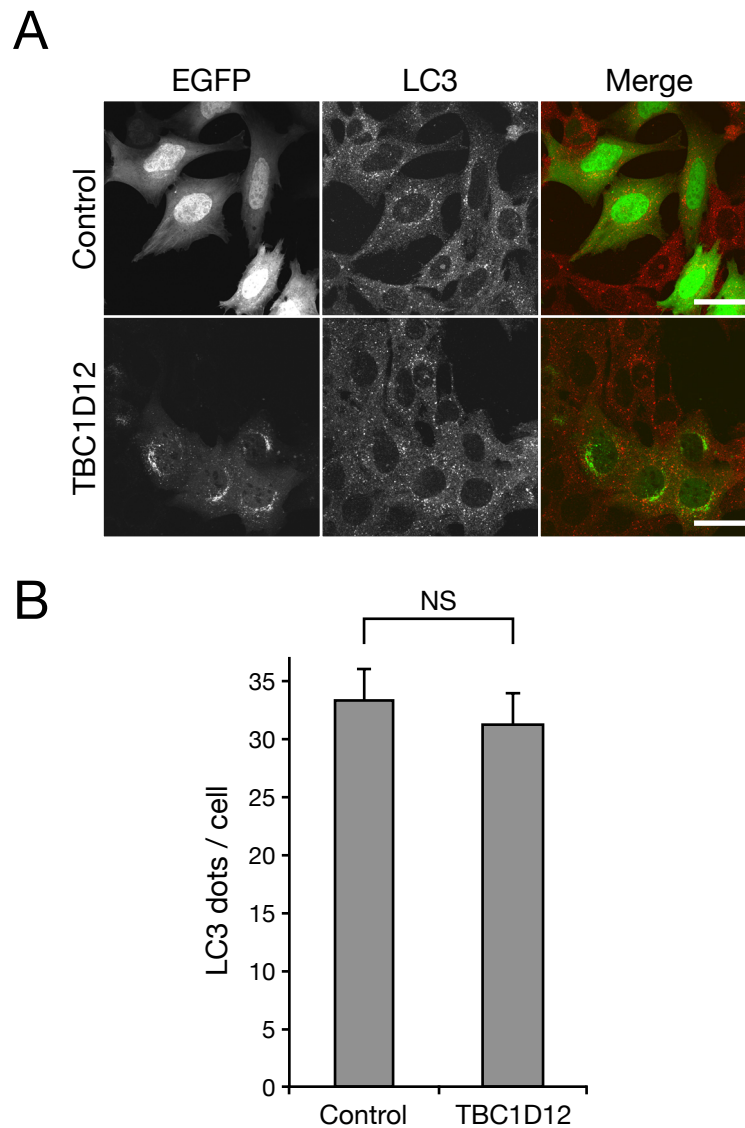 A
EGFP LC3 Merge
Control
TBC1D12
B
NS
LC3 dots / cell
35
30
25
20
15
10
5
0
Control TBC1D12